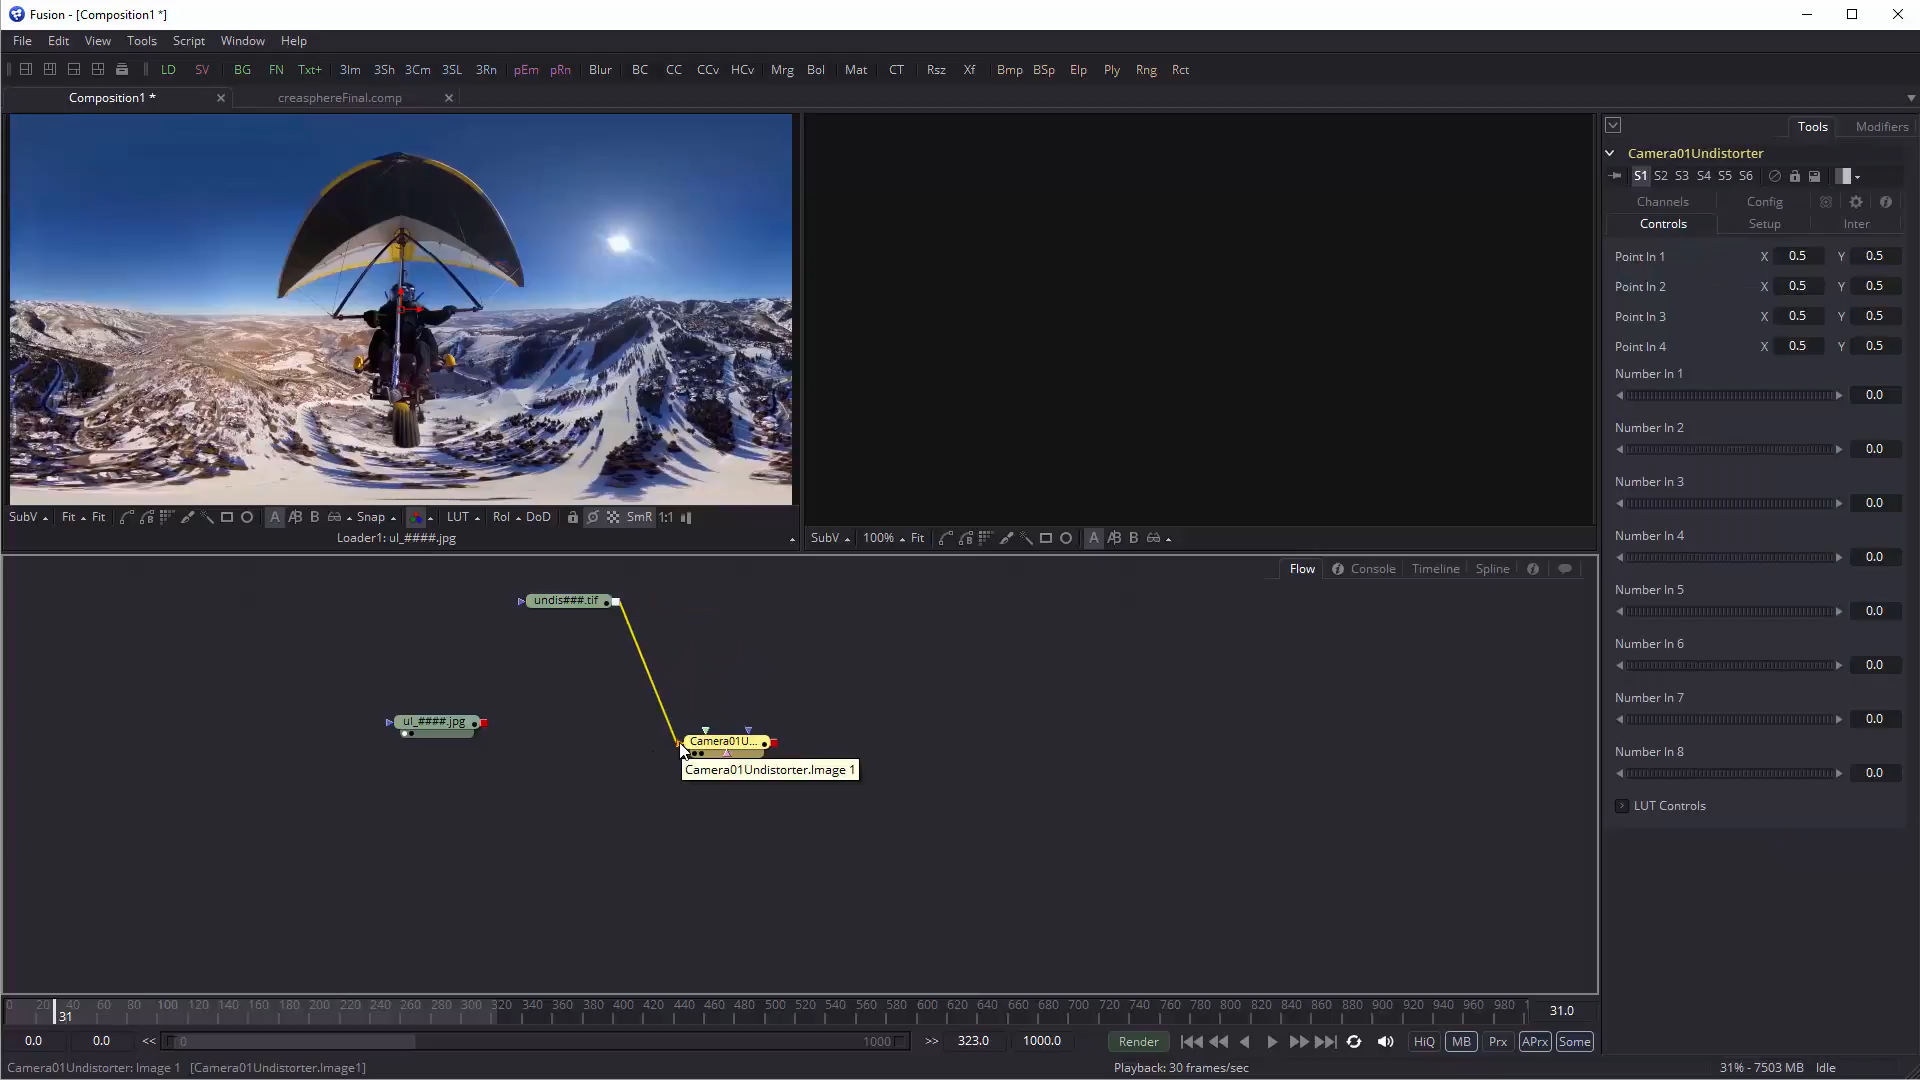 Fusion - [Composition1 *]
File Edit View Tools Script Window Help
LD SV BG FN Txt+ 3Im 3Sh 3Cm 3SL 3Rn pEm pRn Blur BC CC CCv HCv Mrg Bol Mat CT Rsz Xf Bmp BSp Elp Ply Rng Rct
Composition1 * creasphereFinal.comp
Tools Modifiers
Camera01Undistorter
S1 S2 S3 S4 S5 S6
Channels Config
Controls Setup Inter
Point In 1 X 0.5 Y 0.5
Point In 2 X 0.5 Y 0.5
Point In 3 X 0.5 Y 0.5
Point In 4 X 0.5 Y 0.5
Number In 1
0.0
Number In 2
0.0
Number In 3
0.0
Number In 4
0.0
Number In 5
0.0
Number In 6
0.0
Number In 7
0.0
Number In 8
0.0
LUT Controls
SubV Fit Fit A B Snap LUT RoI DoD SmR 1:1
Loader1: ul_####.jpg
SubV 100% Fit A B
Flow Console Timeline Spline
undis###.tif
ul_####.jpg
Camera01U...
Camera01Undistorter.Image 1
0 20 40 60 80 100 120 140 160 180 200 220 240 260 280 300 320 340 360 380 400 420 440 460 480 500 520 540 560 580 600 620 640 660 680 700 720 740 760 780 800 820 840 860 880 900 920 940 960 980 1
31
31.0
0.0 0.0 << 0 1000 >> 323.0 1000.0 Render HiQ MB Prx APrx Some
Camera01Undistorter: Image 1 [Camera01Undistorter.Image1]
Playback: 30 frames/sec
31% - 7503 MB Idle